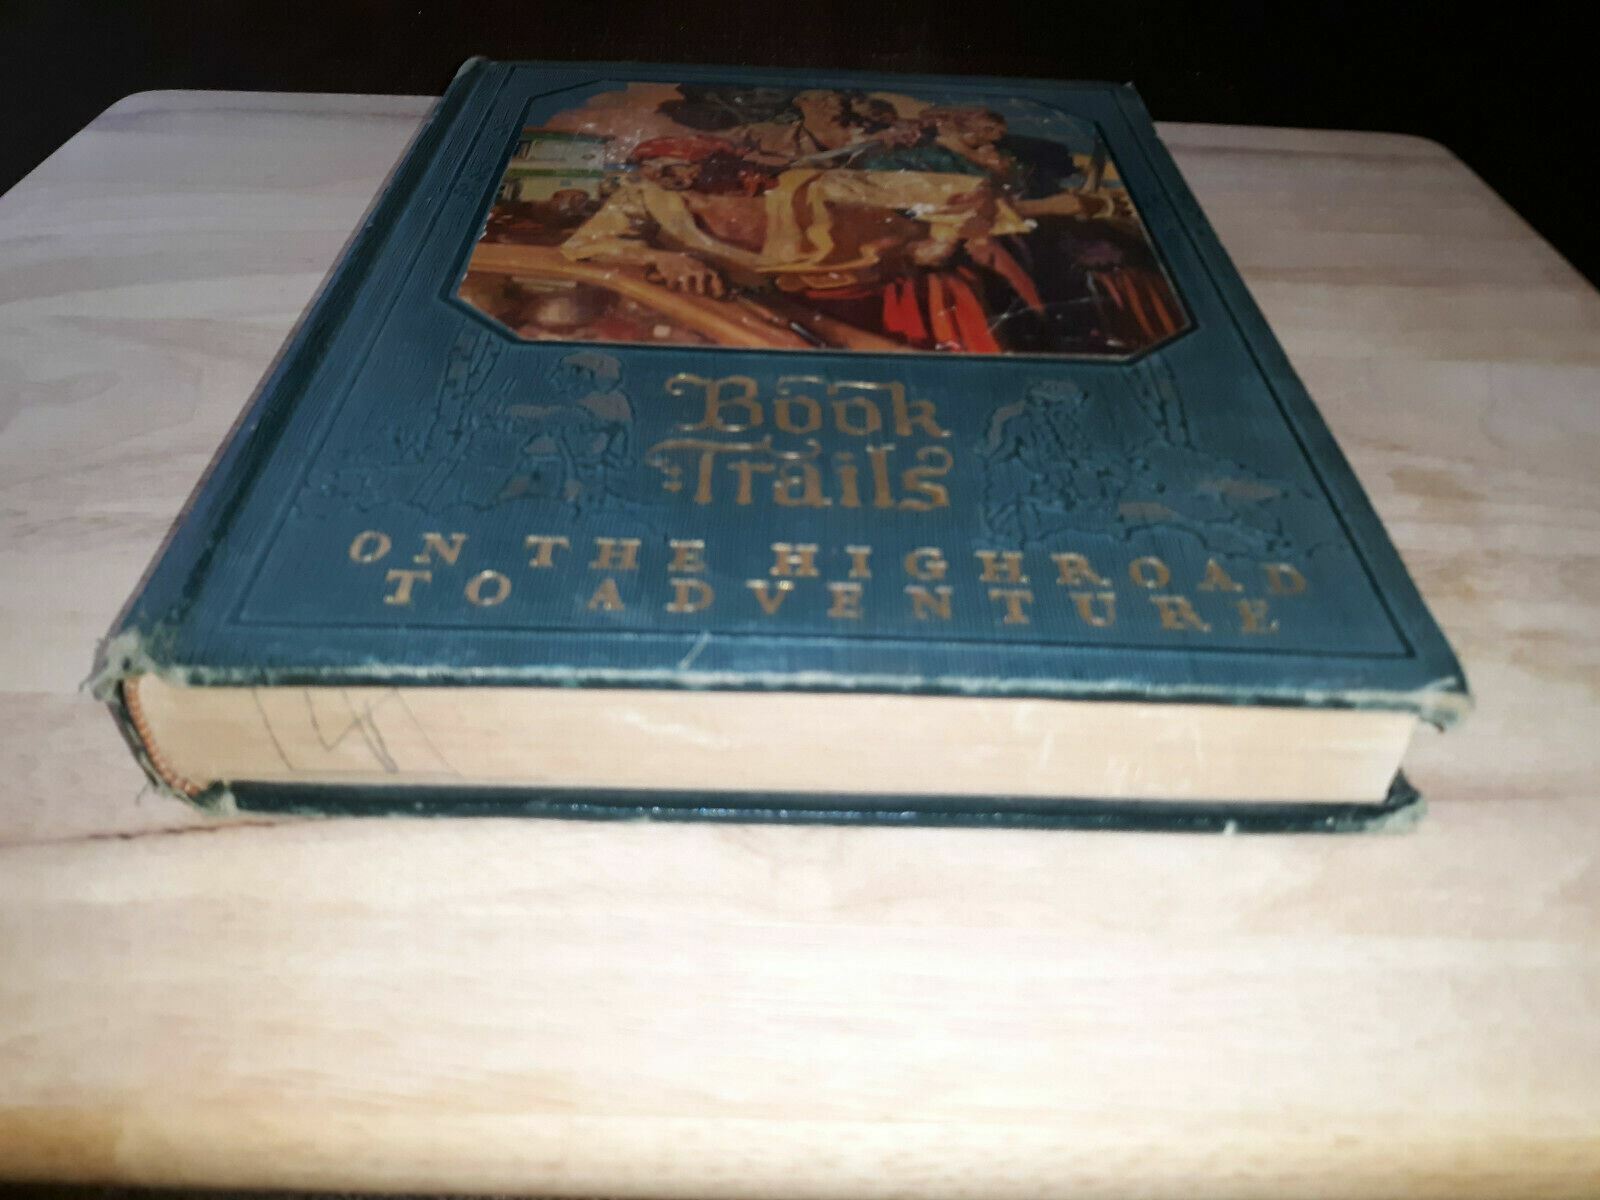 Book
Trails
ON THE HIGHROAD
TO ADVENTURE